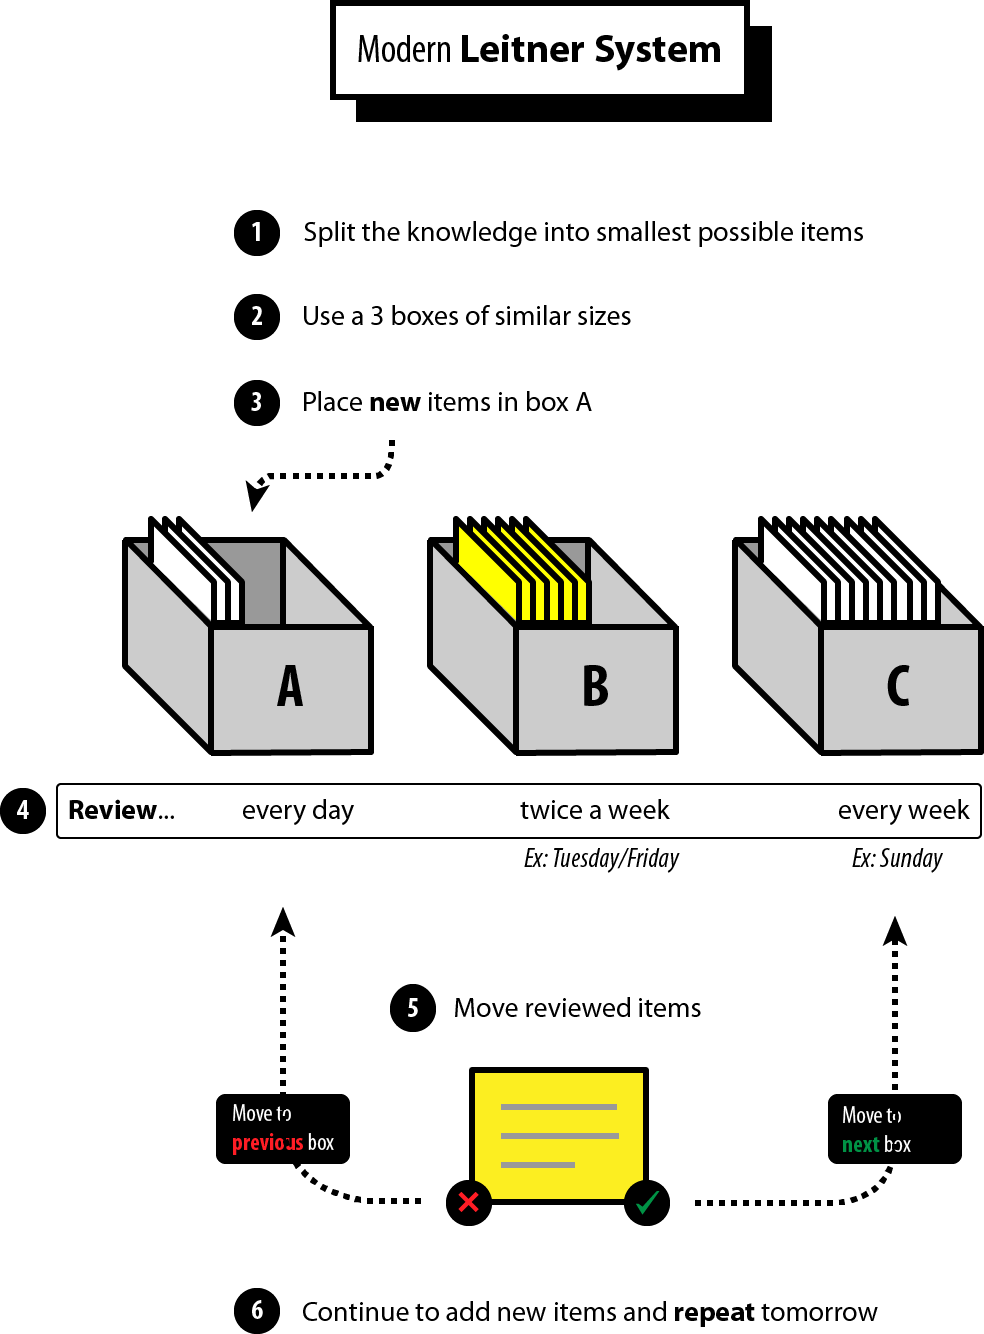 Modern Leitner System
1 Split the knowledge into smallest possible items
2 Use a 3 boxes of similar sizes
3 Place new items in box A
A B C
4 Review... every day twice a week every week
Ex: Tuesday/Friday Ex: Sunday
5 Move reviewed items
Move to
previous box
Move to
next box
6 Continue to add new items and repeat tomorrow